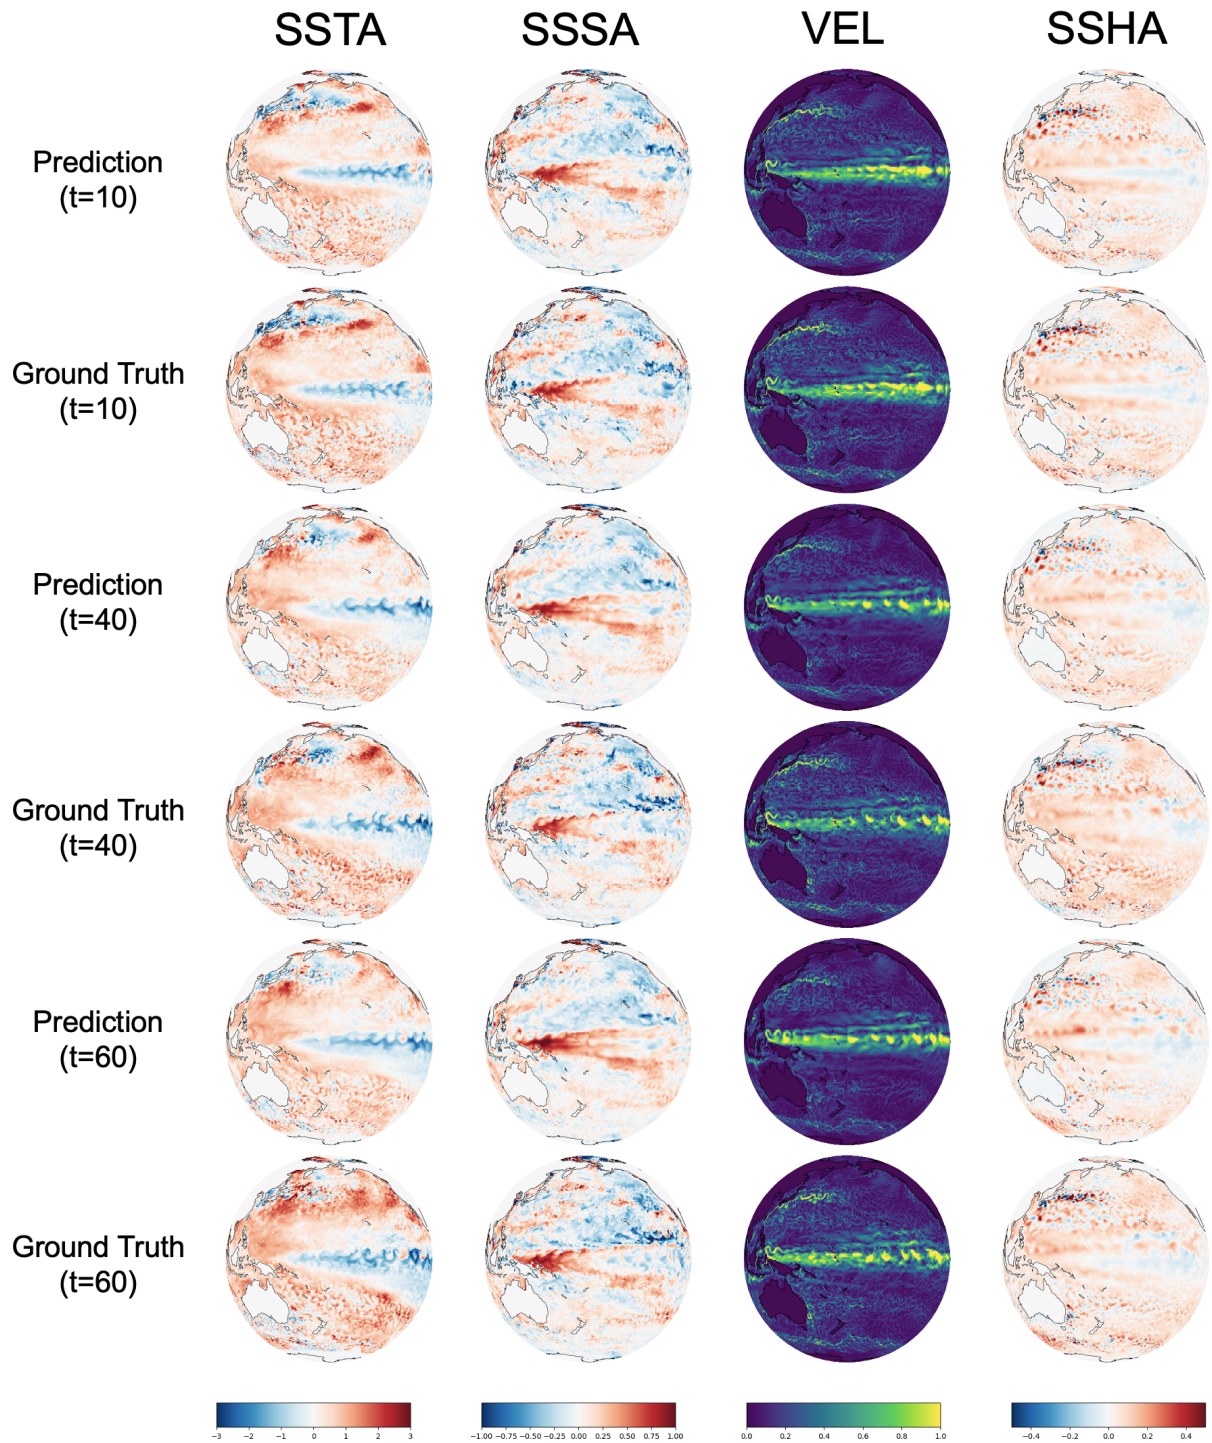 SSTA SSSA VEL SSHA
Prediction
(t=10)
Ground Truth
(t=10)
Prediction
(t=40)
Ground Truth
(t=40)
Prediction
(t=60)
Ground Truth
(t=60)
−3 −2 −1 0 1 2 3
−1.00 −0.75 −0.50 −0.25 0.00 0.25 0.50 0.75 1.00
0.0 0.2 0.4 0.6 0.8 1.0
−0.4 −0.2 0.0 0.2 0.4